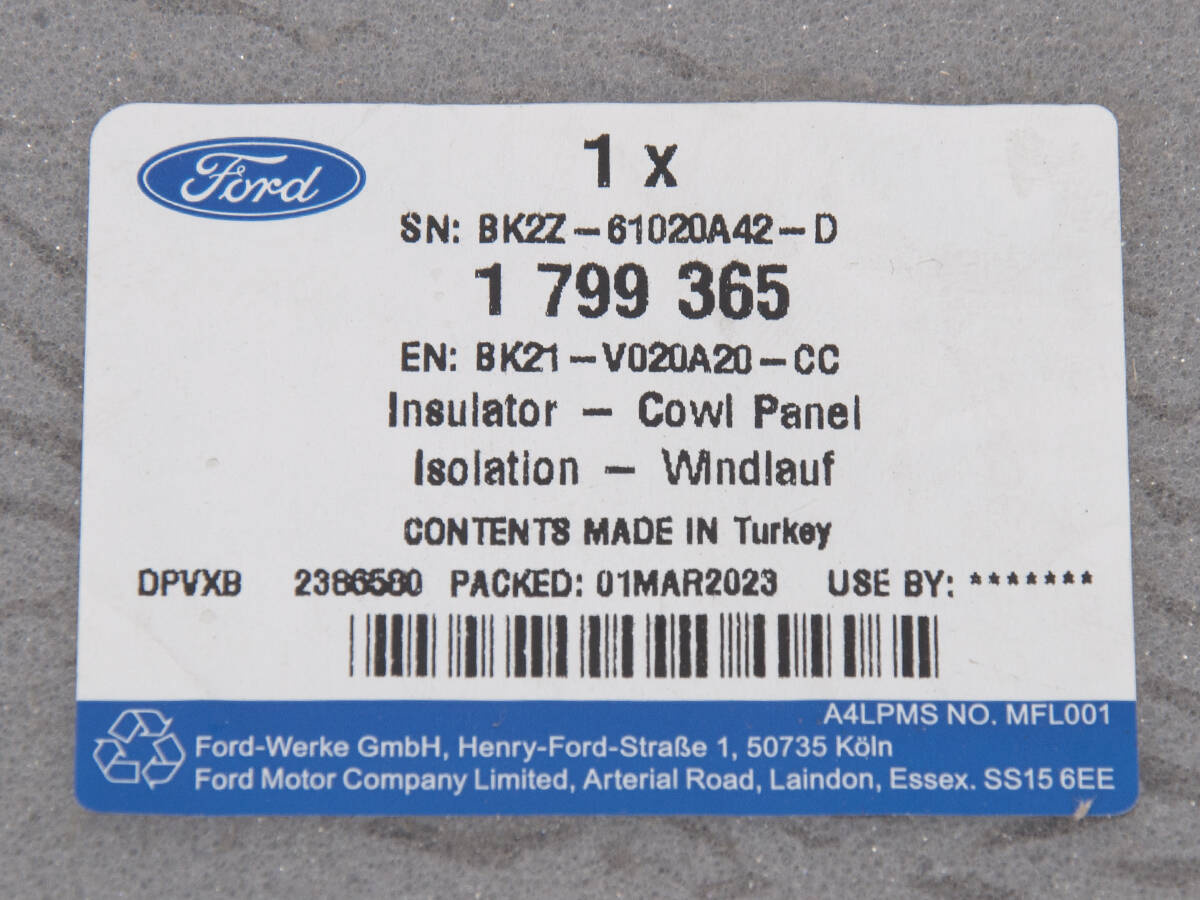 Ford
1 x
SN: BK2Z-61020A42-D
1 799 365
EN: BK21-V020A20-CC
Insulator - Cowl Panel
Isolation - Windlauf
CONTENTS MADE IN Turkey
DPVXB 2386580 PACKED: 01MAR2023 USE BY: *******
A4LPMS NO. MFL001
Ford-Werke GmbH, Henry-Ford-Straße 1, 50735 Köln
Ford Motor Company Limited, Arterial Road, Laindon, Essex. SS15 6EE